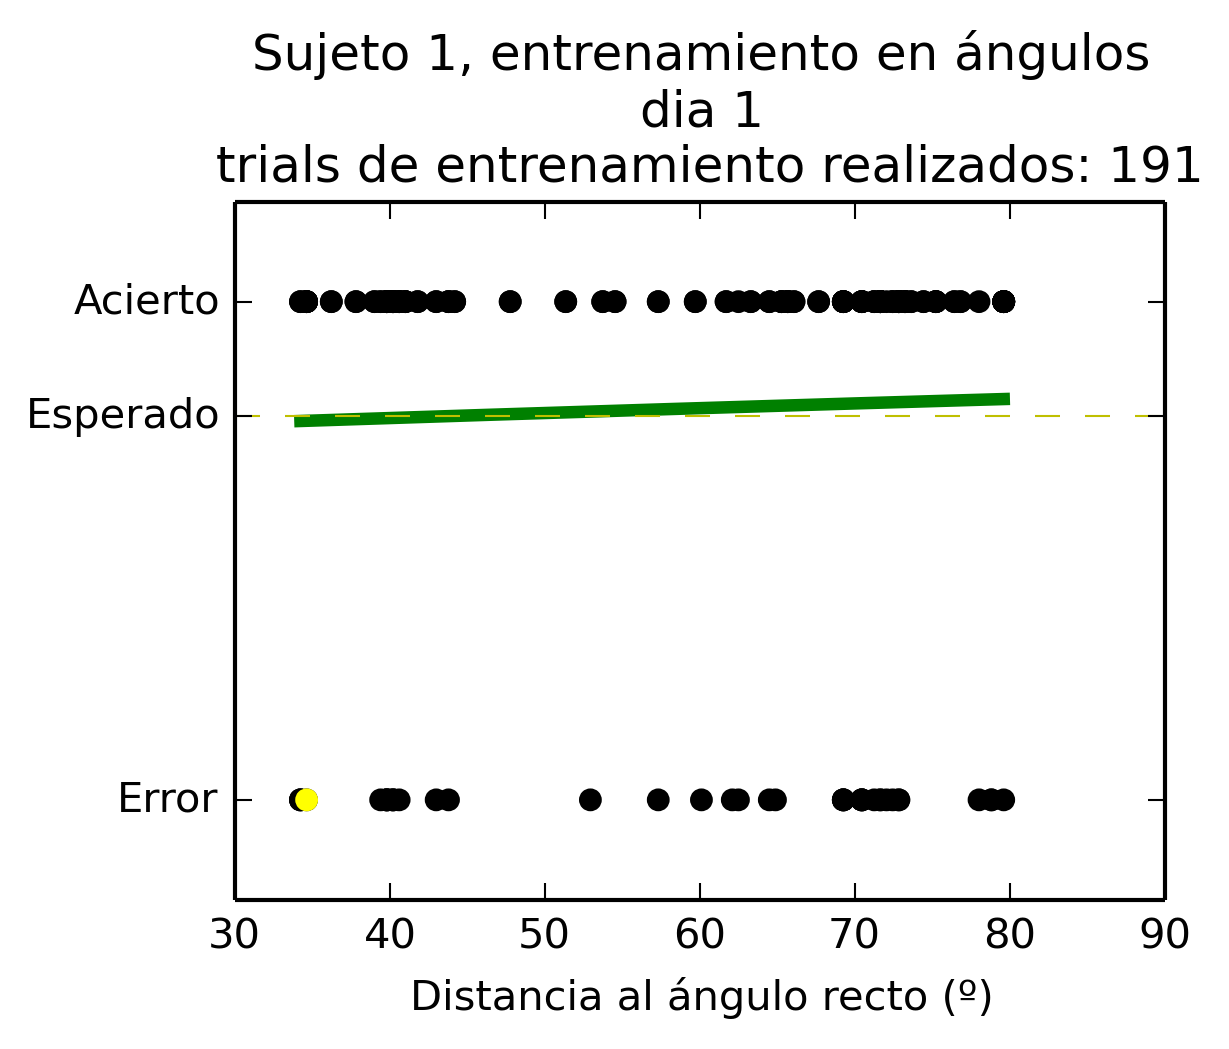 Sujeto 1, entrenamiento en ángulos
dia 1
trials de entrenamiento realizados: 191
Acierto
Esperado
Error
30 40 50 60 70 80 90
Distancia al ángulo recto (º)